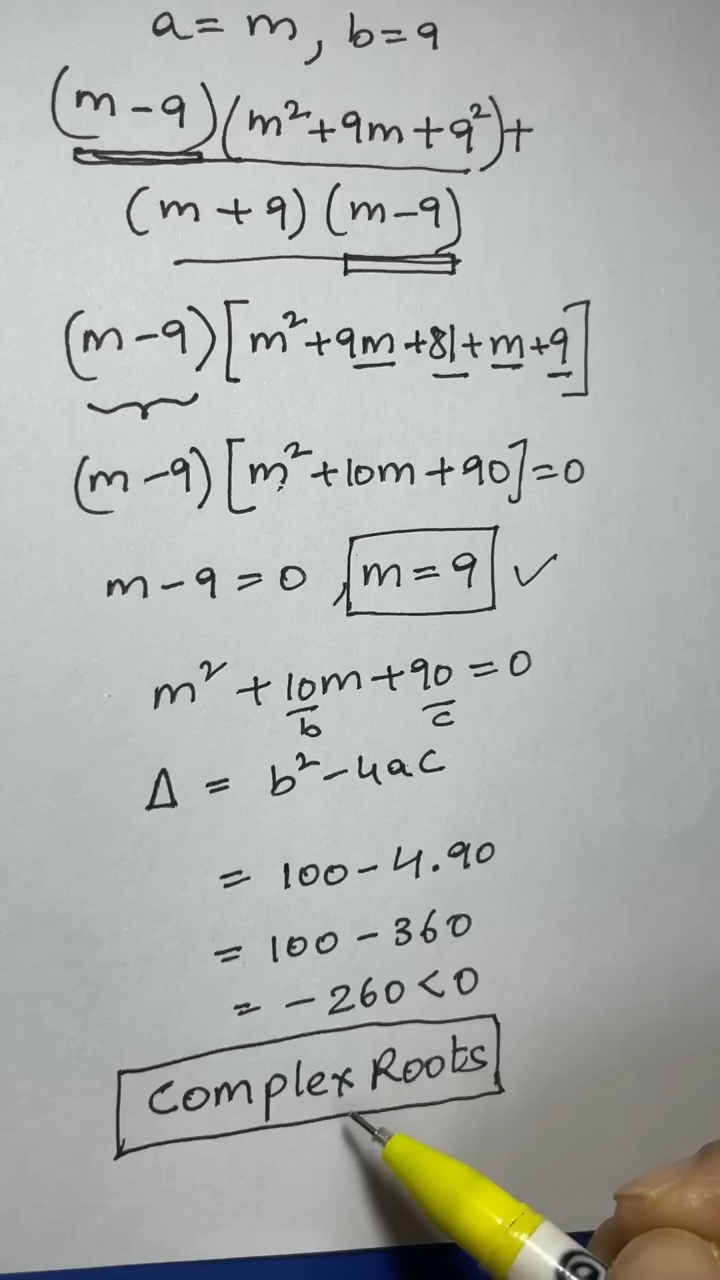 a = m, b = 9
(m - 9)(m² + 9m + 9²) +
(m + 9)(m - 9)
(m - 9)[m² + 9m + 81 + m + 9]
(m - 9)[m² + 10m + 90] = 0
m - 9 = 0, m = 9 ✓
m² + 10m + 90 = 0
b c
Δ = b² - 4ac
= 100 - 4.90
= 100 - 360
= - 260 < 0
Complex Roots